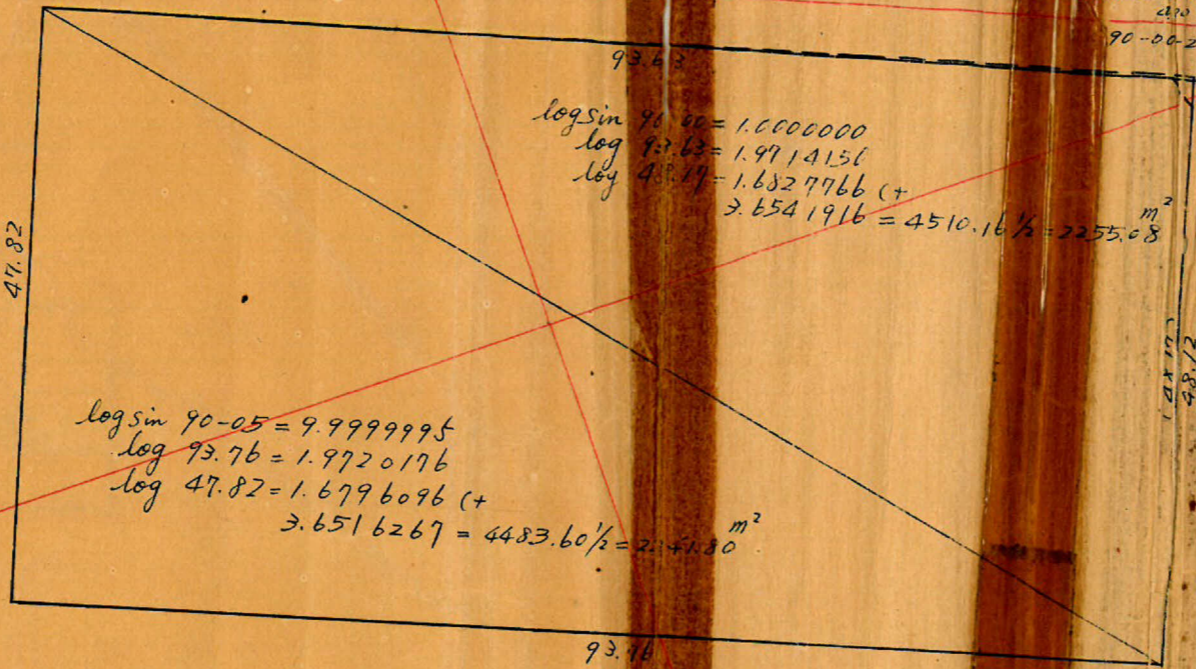 90-00-2
93.63
log sin 90-00 = 1.0000000
log 93.63 = 1.9714150
log 48.17 = 1.6827766 (+
3.6541916 = 4510.16 1/2 = 2255.08 m²
47.82
48.12
log sin 90-05 = 9.9999995
log 93.76 = 1.9720176
log 47.82 = 1.6796096 (+
3.6516267 = 4483.60 1/2 = 2241.80 m²
93.76